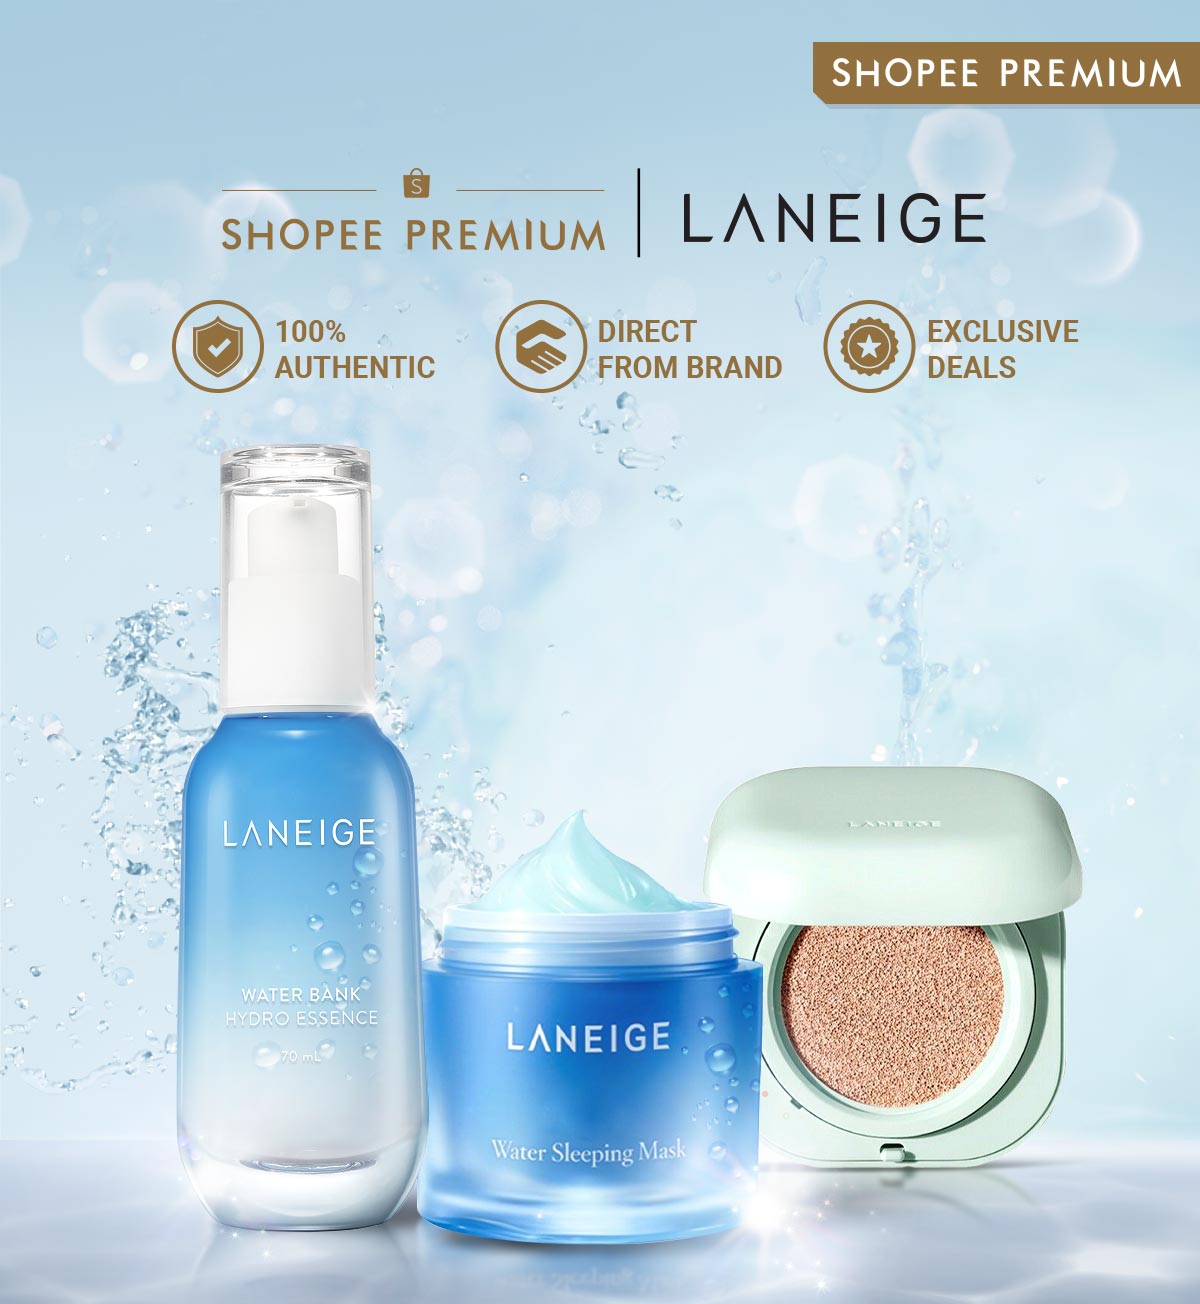 SHOPEE PREMIUM
S
SHOPEE PREMIUM
LANEIGE
100%
AUTHENTIC
DIRECT
FROM BRAND
EXCLUSIVE
DEALS
LANEIGE
WATER BANK
HYDRO ESSENCE
70 mL
LANEIGE
Water Sleeping Mask
LANEIGE